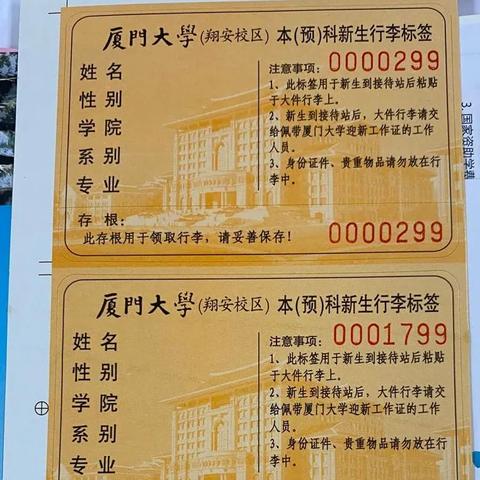 廈門大學(翔安校区) 本(预)科新生行李标签
姓名
性别
学院
系别
专业
注意事项: 0000299
1、此标签用于新生到接待站后粘贴
于大件行李上。
2、新生到接待站后，大件行李请交
给佩带厦门大学迎新工作证的工作
人员。
3、身份证件、贵重物品请勿放在行
李中。
存根:
此存根用于领取行李，请妥善保存！
0000299
廈門大學(翔安校区) 本(预)科新生行李标签
姓名
性别
学院
系别
专业
注意事项: 0001799
1、此标签用于新生到接待站后粘贴
于大件行李上。
2、新生到接待站后，大件行李请交
给佩带厦门大学迎新工作证的工作
人员。
3、身份证件、贵重物品请勿放在行
李中。
3. 国家资助学